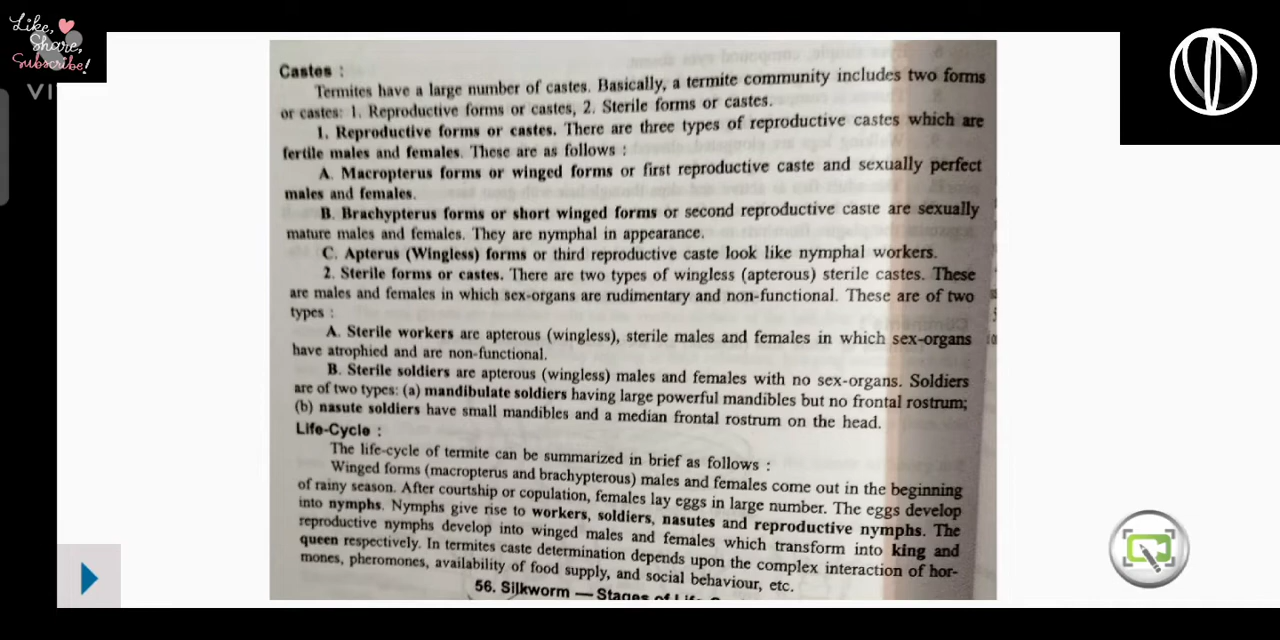 Like,
Share,
Subscribe!
VI
Castes :
Termites have a large number of castes. Basically, a termite community includes two forms
or castes: 1. Reproductive forms or castes, 2. Sterile forms or castes.
1. Reproductive forms or castes. There are three types of reproductive castes which are
fertile males and females. These are as follows :
A. Macropterus forms or winged forms or first reproductive caste and sexually perfect
males and females.
B. Brachypterus forms or short winged forms or second reproductive caste are sexually
mature males and females. They are nymphal in appearance.
C. Apterus (Wingless) forms or third reproductive caste look like nymphal workers.
2. Sterile forms or castes. There are two types of wingless (apterous) sterile castes. These
are males and females in which sex-organs are rudimentary and non-functional. These are of two
types :
A. Sterile workers are apterous (wingless), sterile males and females in which sex-organs
have atrophied and are non-functional.
B. Sterile soldiers are apterous (wingless) males and females with no sex-organs. Soldiers
are of two types: (a) mandibulate soldiers having large powerful mandibles but no frontal rostrum;
(b) nasute soldiers have small mandibles and a median frontal rostrum on the head.
Life-Cycle :
The life-cycle of termite can be summarized in brief as follows :
Winged forms (macropterus and brachypterous) males and females come out in the beginning
of rainy season. After courtship or copulation, females lay eggs in large number. The eggs develop
into nymphs. Nymphs give rise to workers, soldiers, nasutes and reproductive nymphs. The
reproductive nymphs develop into winged males and females which transform into king and
queen respectively. In termites caste determination depends upon the complex interaction of hor-
mones, pheromones, availability of food supply, and social behaviour, etc.
56. Silkworm — Stages of